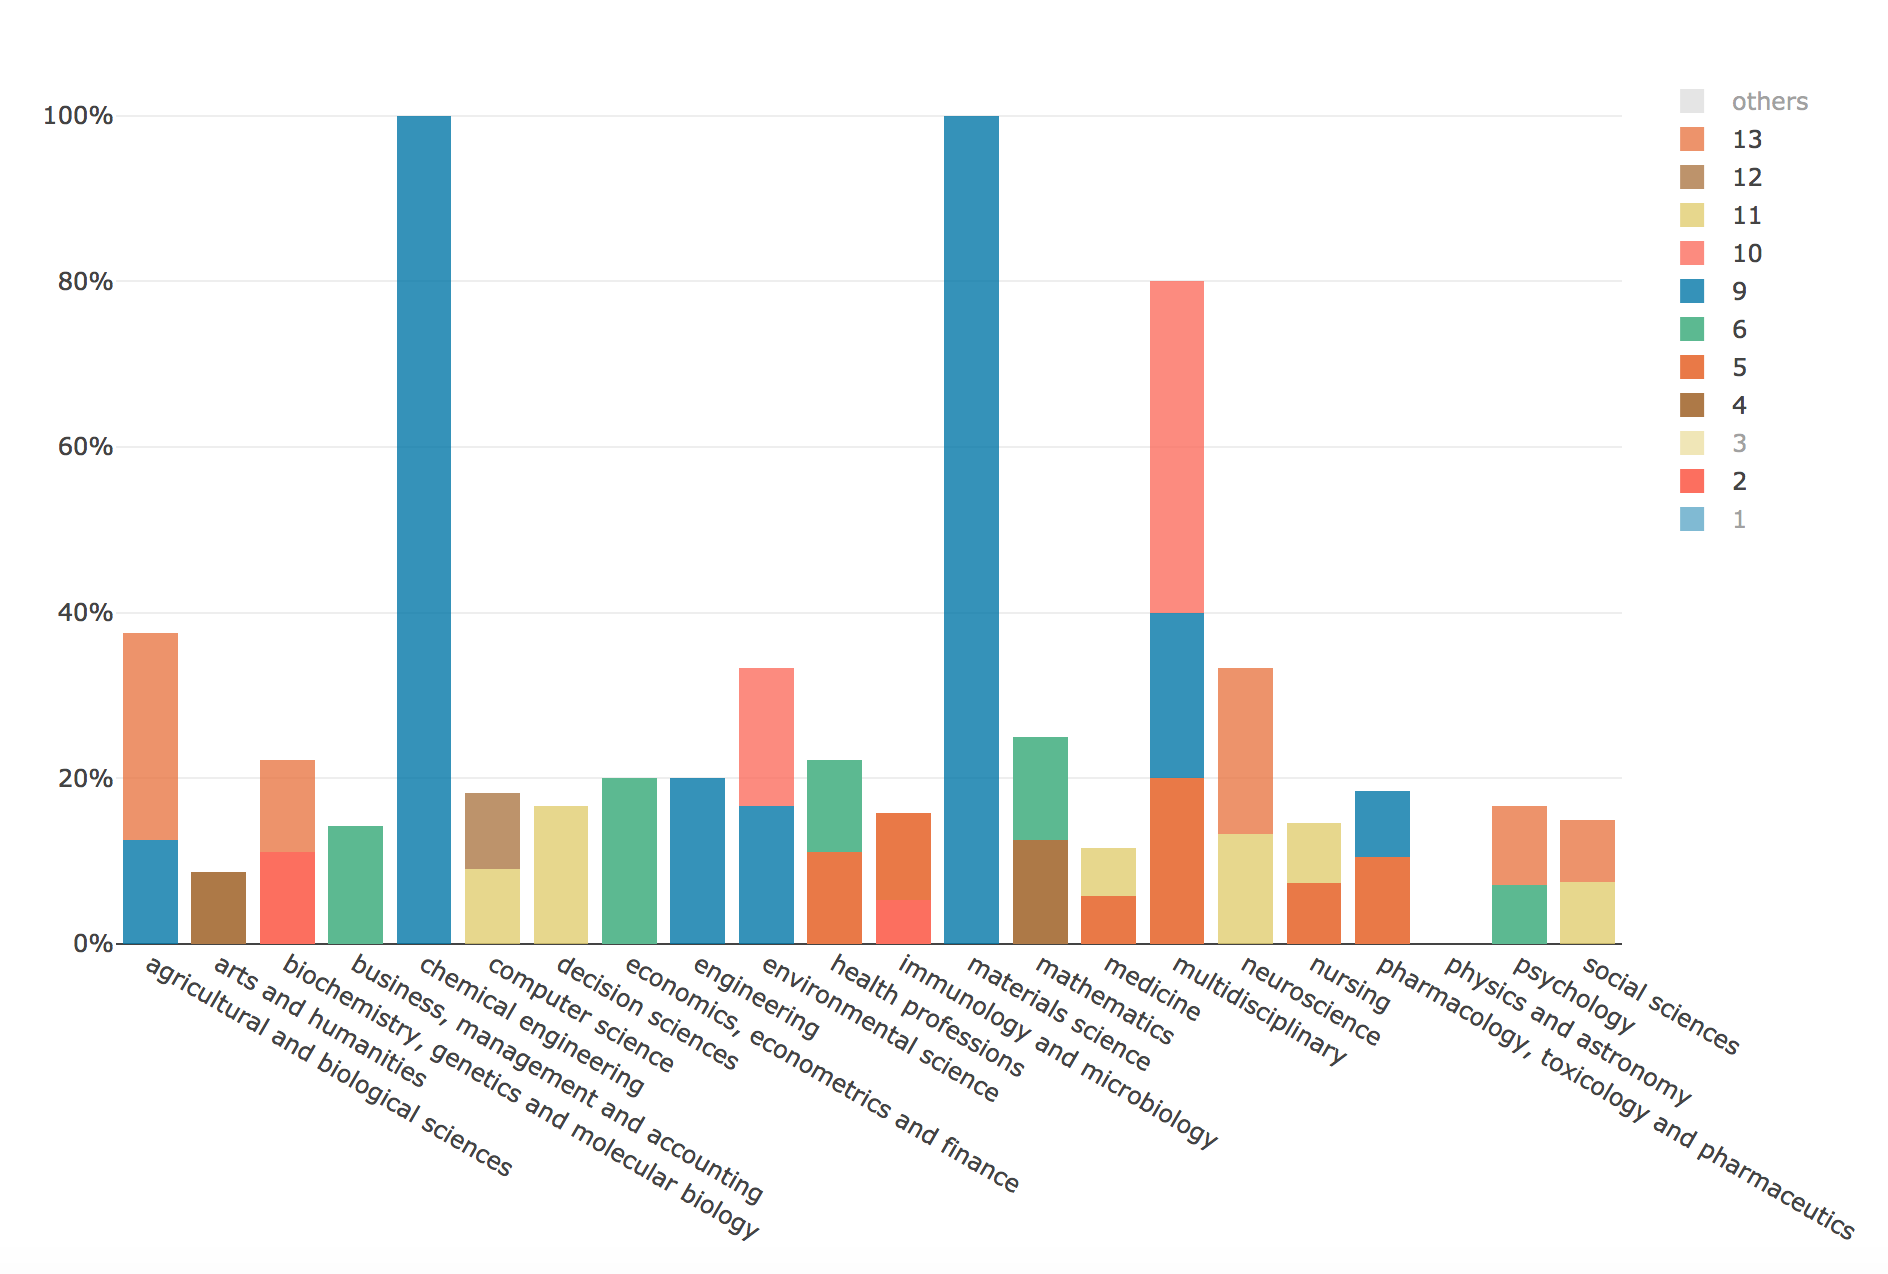 100%
80%
60%
40%
20%
0%
agricultural and biological sciences
arts and humanities
biochemistry, genetics and molecular biology
business, management and accounting
chemical engineering
computer science
decision sciences
economics, econometrics and finance
engineering
environmental science
health professions
immunology and microbiology
materials science
mathematics
medicine
multidisciplinary
neuroscience
nursing
pharmacology, toxicology and pharmaceutics
physics and astronomy
psychology
social sciences
others
13
12
11
10
9
6
5
4
3
2
1